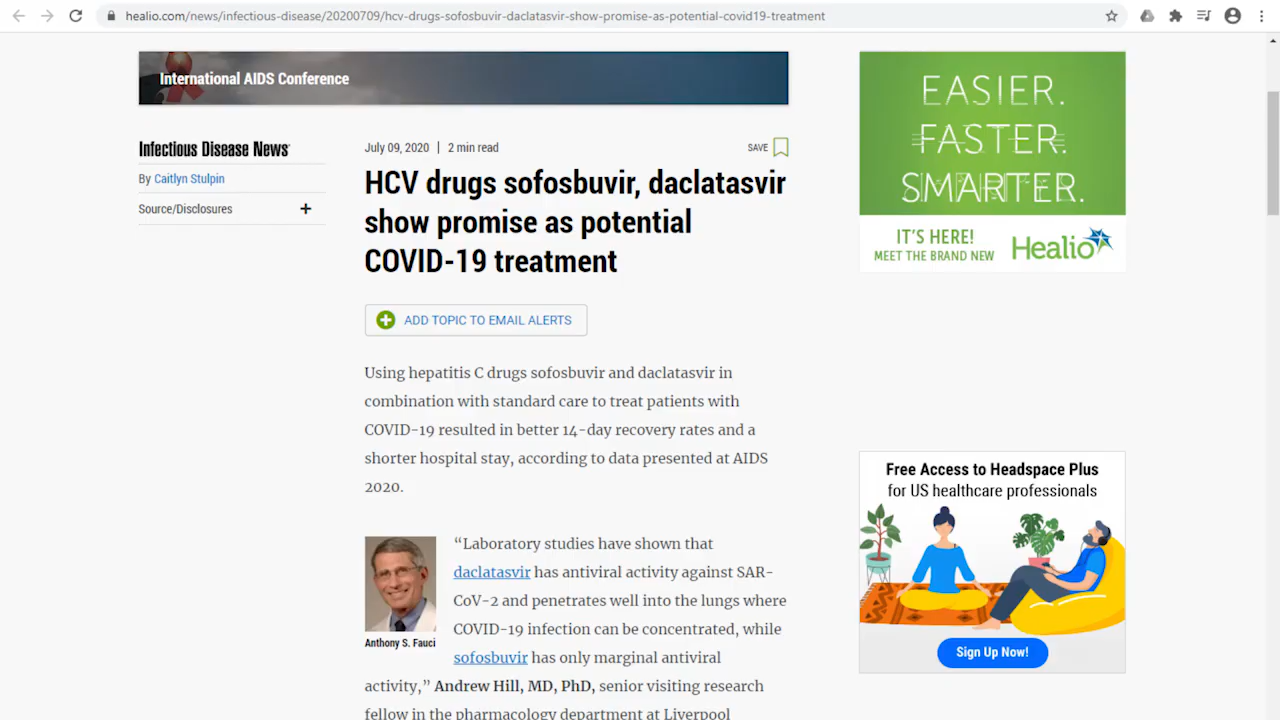 healio.com/news/infectious-disease/20200709/hcv-drugs-sofosbuvir-daclatasvir-show-promise-as-potential-covid19-treatment
International AIDS Conference
Infectious Disease News
By Caitlyn Stulpin
Source/Disclosures +
July 09, 2020 | 2 min read
SAVE
HCV drugs sofosbuvir, daclatasvir
show promise as potential
COVID-19 treatment
ADD TOPIC TO EMAIL ALERTS
Using hepatitis C drugs sofosbuvir and daclatasvir in
combination with standard care to treat patients with
COVID-19 resulted in better 14-day recovery rates and a
shorter hospital stay, according to data presented at AIDS
2020.
Anthony S. Fauci
“Laboratory studies have shown that
daclatasvir has antiviral activity against SAR-
CoV-2 and penetrates well into the lungs where
COVID-19 infection can be concentrated, while
sofosbuvir has only marginal antiviral
activity,” Andrew Hill, MD, PhD, senior visiting research
fellow in the pharmacology department at Liverpool
EASIER.
FASTER.
SMARTER.
IT'S HERE!
MEET THE BRAND NEW
Healio
Free Access to Headspace Plus
for US healthcare professionals
Sign Up Now!